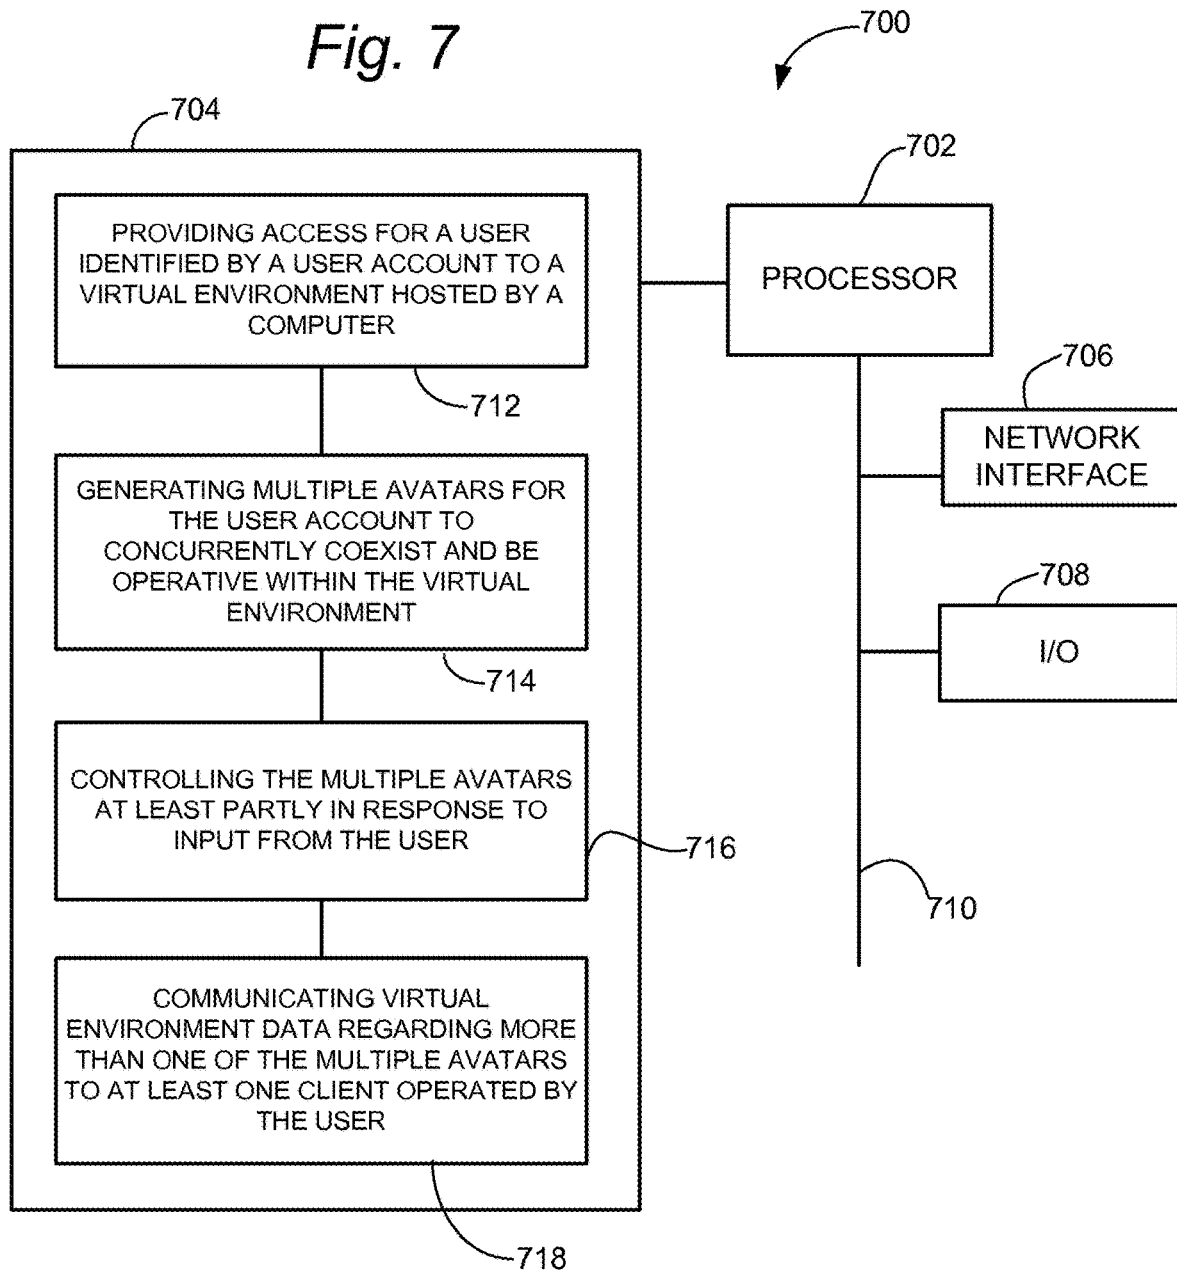 Fig. 7
700
704
702
PROVIDING ACCESS FOR A USER
IDENTIFIED BY A USER ACCOUNT TO A
VIRTUAL ENVIRONMENT HOSTED BY A
COMPUTER
712
PROCESSOR
706
NETWORK
INTERFACE
GENERATING MULTIPLE AVATARS FOR
THE USER ACCOUNT TO
CONCURRENTLY COEXIST AND BE
OPERATIVE WITHIN THE VIRTUAL
ENVIRONMENT
714
708
I/O
CONTROLLING THE MULTIPLE AVATARS
AT LEAST PARTLY IN RESPONSE TO
INPUT FROM THE USER
716
710
COMMUNICATING VIRTUAL
ENVIRONMENT DATA REGARDING MORE
THAN ONE OF THE MULTIPLE AVATARS
TO AT LEAST ONE CLIENT OPERATED BY
THE USER
718